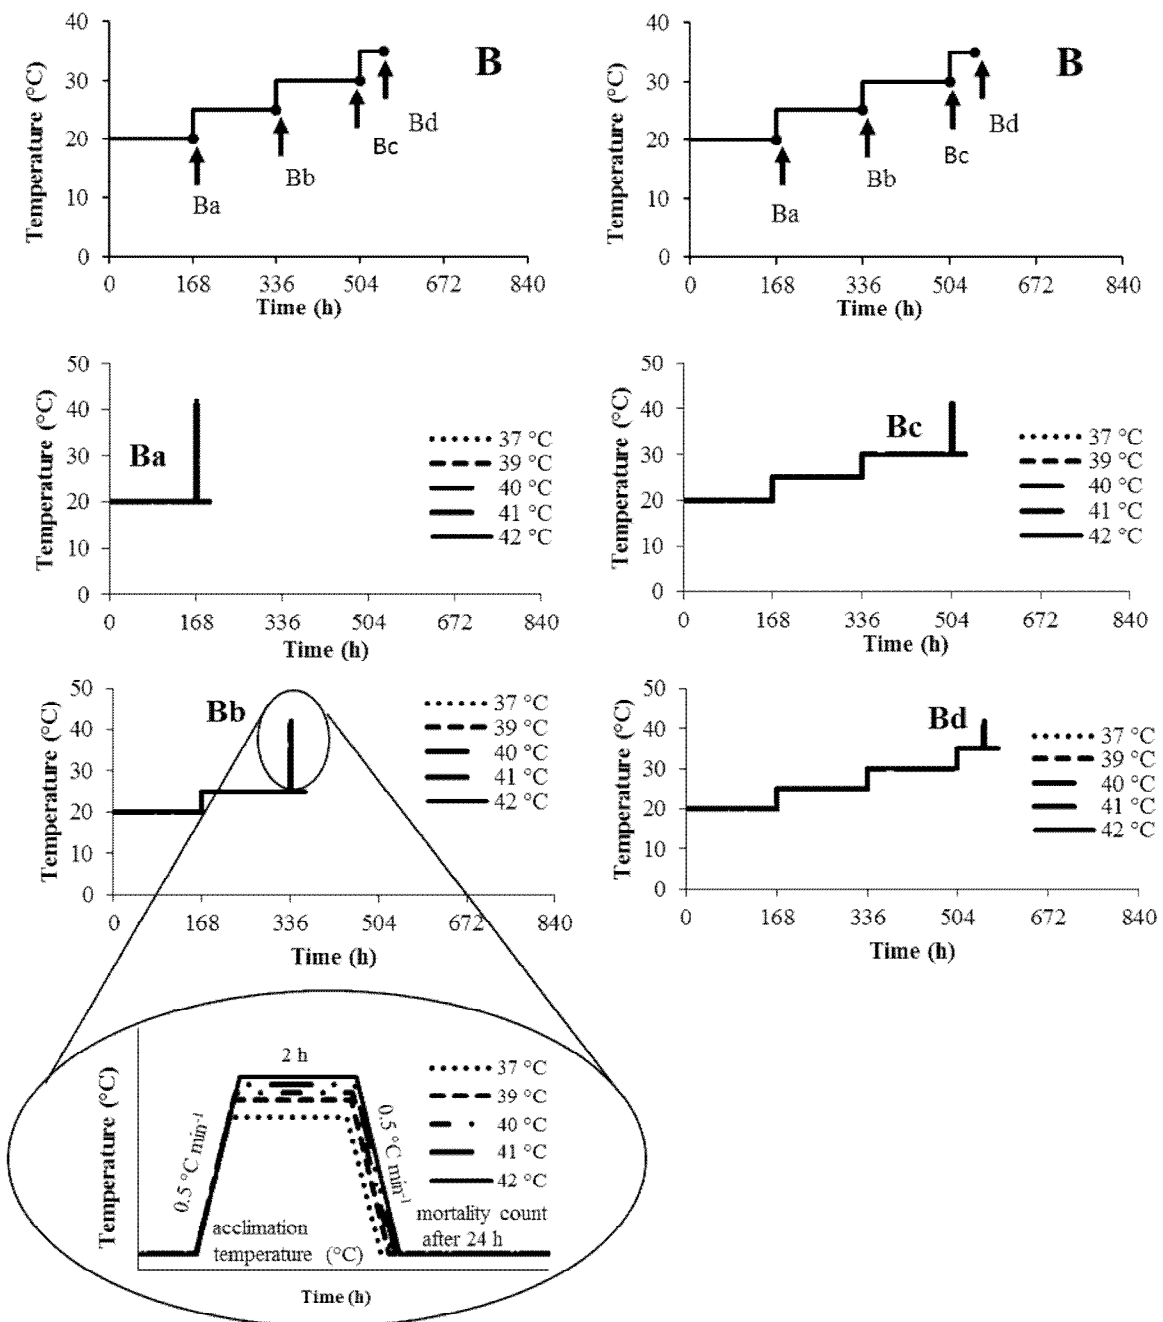 40
30
20
10
0
Temperature (°C)
B
Ba
Bb
Bc
Bd
0 168 336 504 672 840
Time (h)
40
30
20
10
0
Temperature (°C)
B
Ba
Bb
Bc
Bd
0 168 336 504 672 840
Time (h)
50
40
30
20
10
0
Temperature (°C)
Ba
37 °C
39 °C
40 °C
41 °C
42 °C
0 168 336 504 672 840
Time (h)
50
40
30
20
10
0
Temperature (°C)
Bc
37 °C
39 °C
40 °C
41 °C
42 °C
0 168 336 504 672 840
Time (h)
50
40
30
20
10
0
Temperature (°C)
Bb
37 °C
39 °C
40 °C
41 °C
42 °C
0 168 336 504 672 840
Time (h)
50
40
30
20
10
0
Temperature (°C)
Bd
37 °C
39 °C
40 °C
41 °C
42 °C
0 168 336 504 672 840
Time (h)
Temperature (°C)
2 h
0.5 °C min⁻¹
0.5 °C min⁻¹
37 °C
39 °C
40 °C
41 °C
42 °C
acclimation
temperature (°C)
mortality count
after 24 h
Time (h)